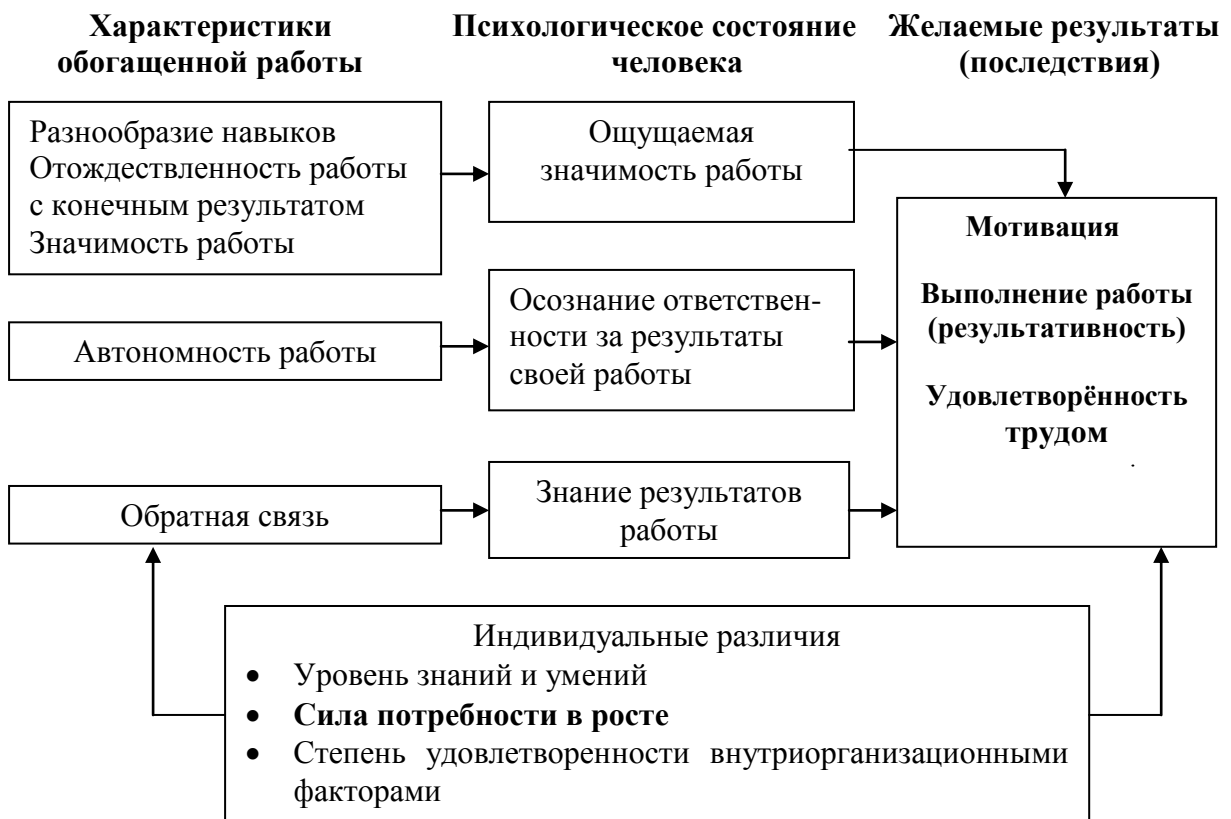 Характеристики
обогащенной работы
Психологическое состояние
человека
Желаемые результаты
(последствия)
Разнообразие навыков
Отождествленность работы
с конечным результатом
Значимость работы
Ощущаемая
значимость работы
Мотивация
Выполнение работы
(результативность)
Удовлетворённость
трудом
Автономность работы
Осознание ответствен-
ности за результаты
своей работы
Обратная связь
Знание результатов
работы
Индивидуальные различия
• Уровень знаний и умений
• Сила потребности в росте
• Степень удовлетворенности внутриорганизационными
факторами